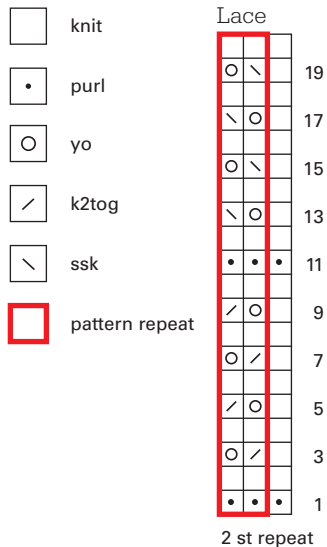 Lace
knit
purl
yo
k2tog
ssk
pattern repeat
19
17
15
13
11
9
7
5
3
1
2 st repeat